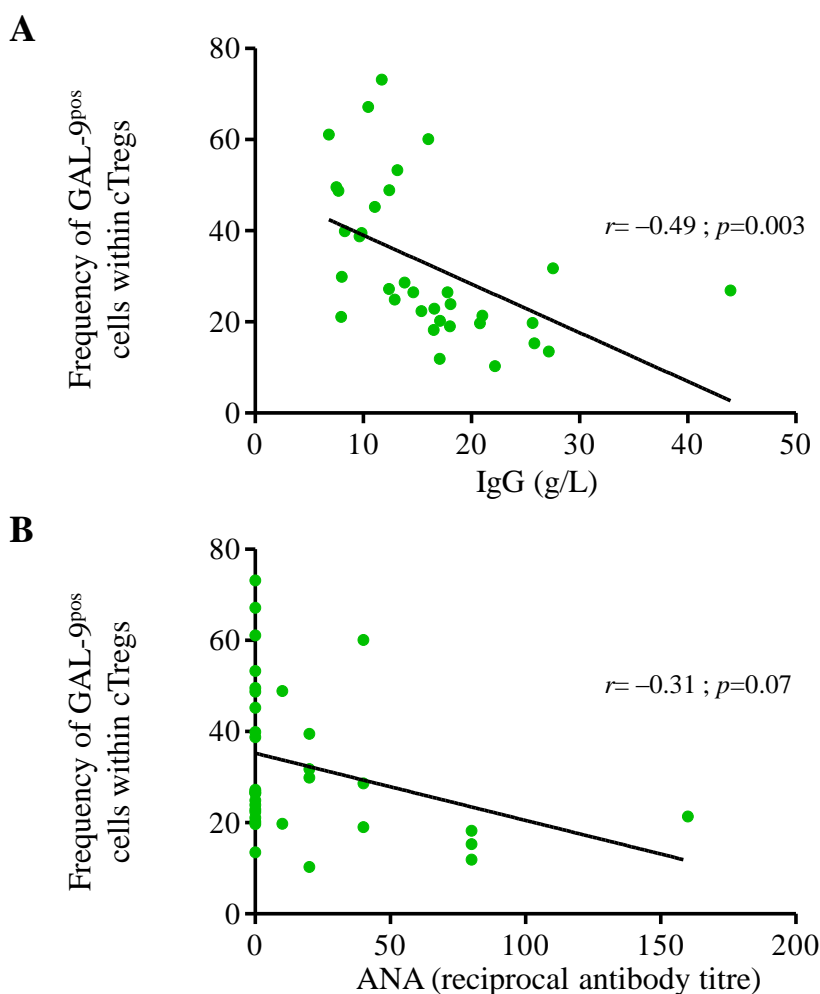 A
Frequency of GAL-9pos
cells within cTregs
80
60
40
20
0
r= –0.49 ; p=0.003
0 10 20 30 40 50
IgG (g/L)
B
Frequency of GAL-9pos
cells within cTregs
80
60
40
20
0
r= –0.31 ; p=0.07
0 50 100 150 200
ANA (reciprocal antibody titre)